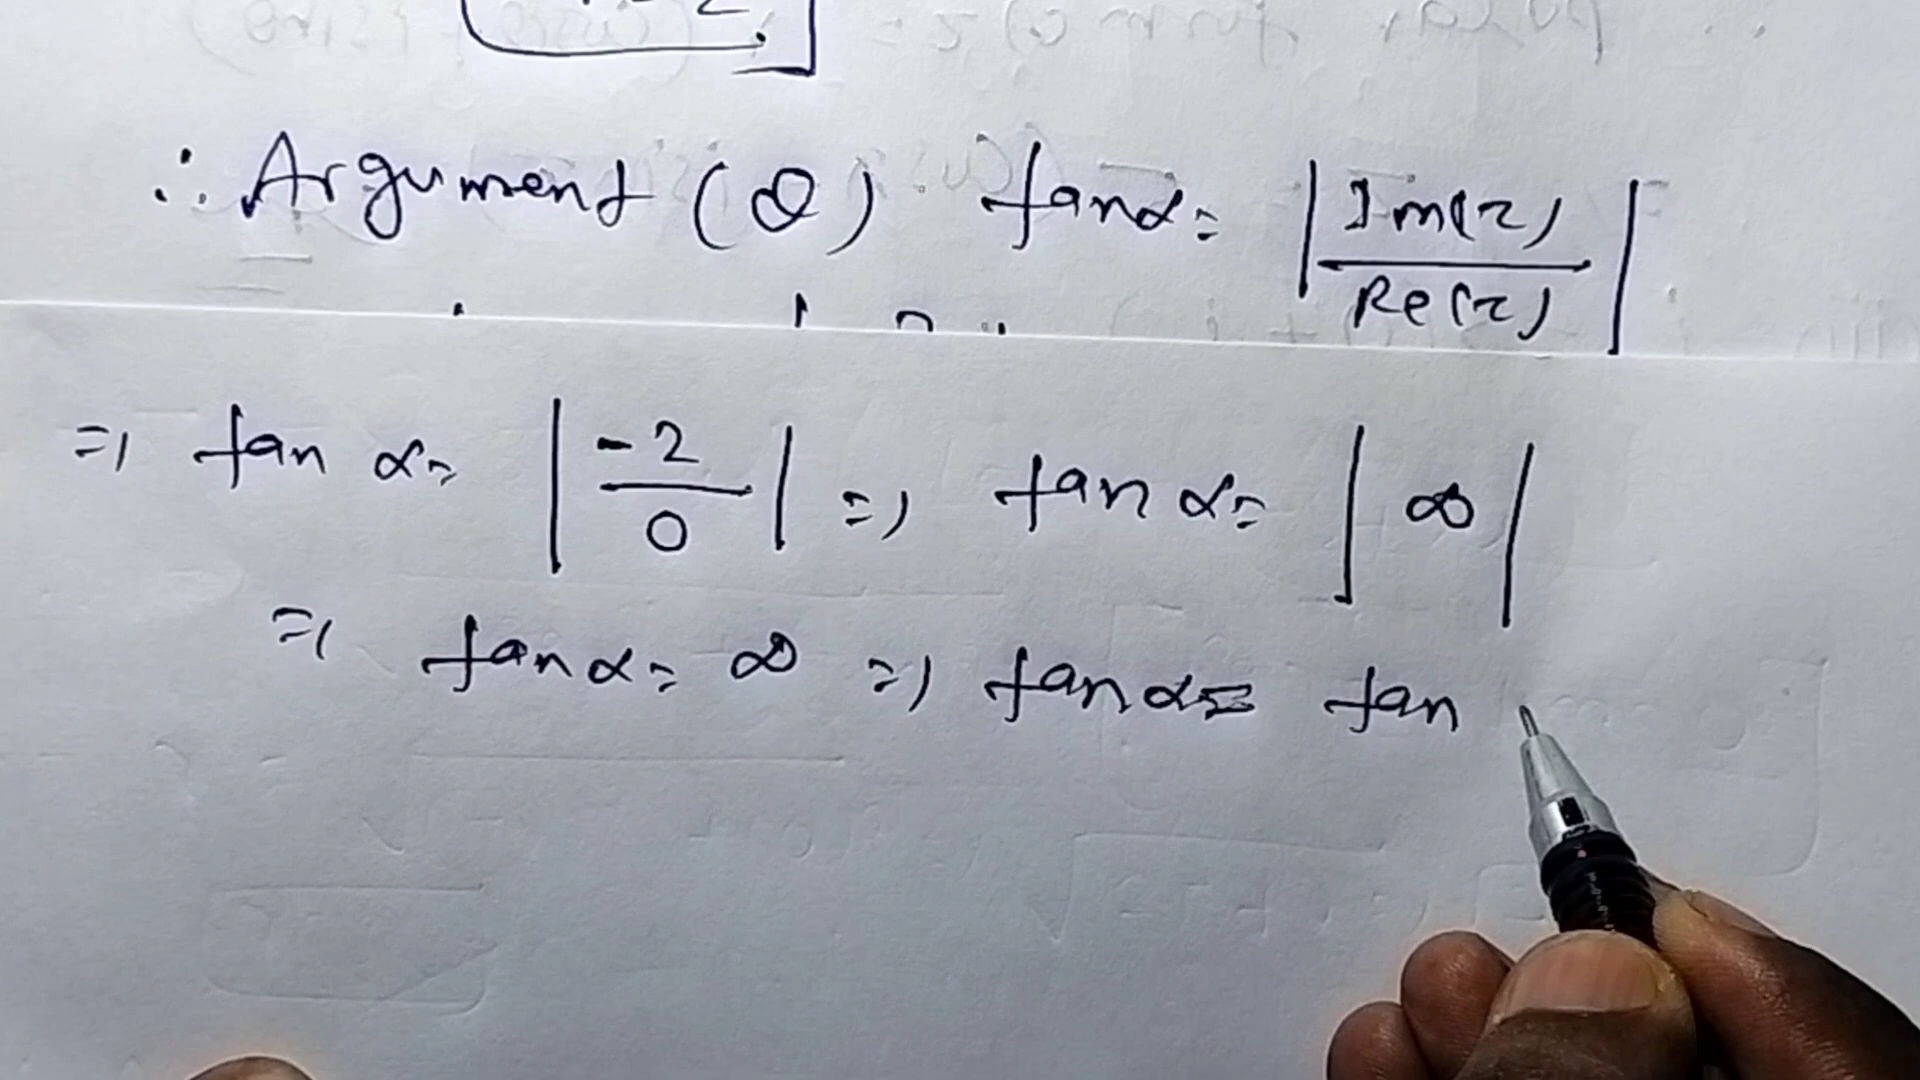 ∴ Argument (θ) tanα = |Im(z)/Re(z)|
⇒ tan α = |-2/0| ⇒ tan α = |∞|
⇒ tanα = ∞ ⇒ tanα = tan